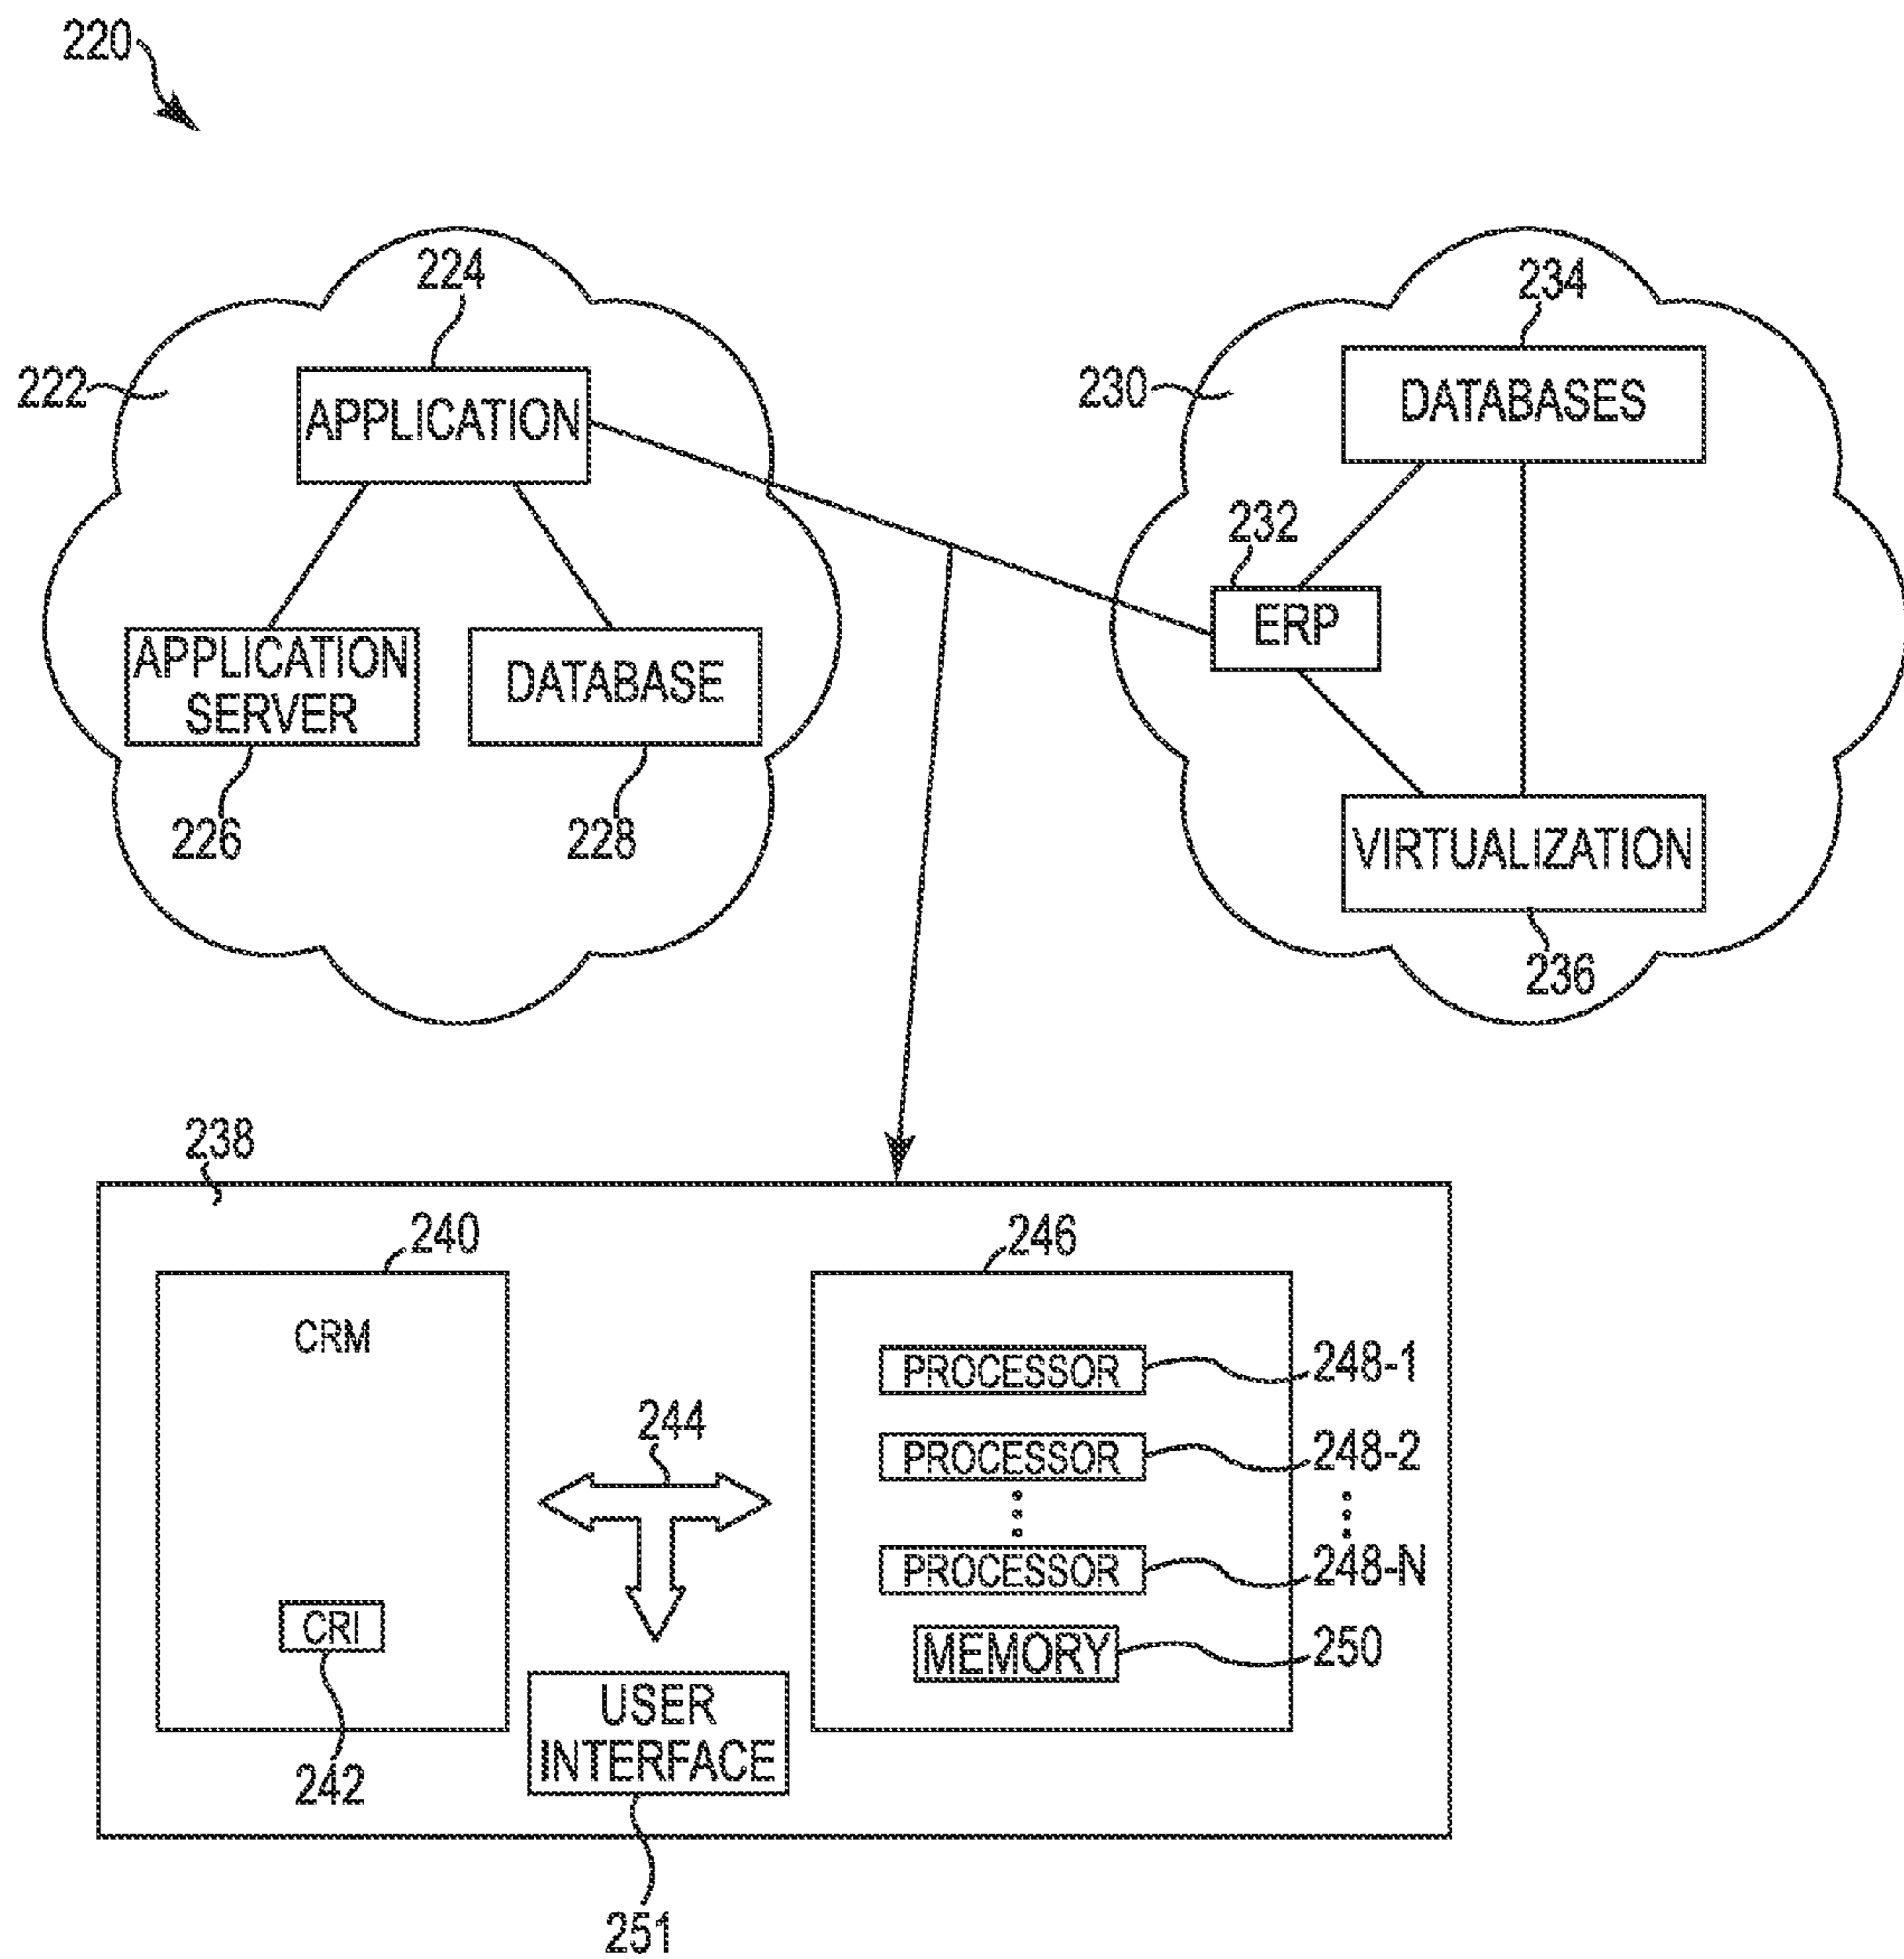 220
222
224
APPLICATION
APPLICATION
SERVER
226
DATABASE
228
230
234
DATABASES
232
ERP
VIRTUALIZATION
236
238
240
CRM
CRI
242
244
USER
INTERFACE
251
246
PROCESSOR
248-1
PROCESSOR
248-2
PROCESSOR
248-N
MEMORY
250